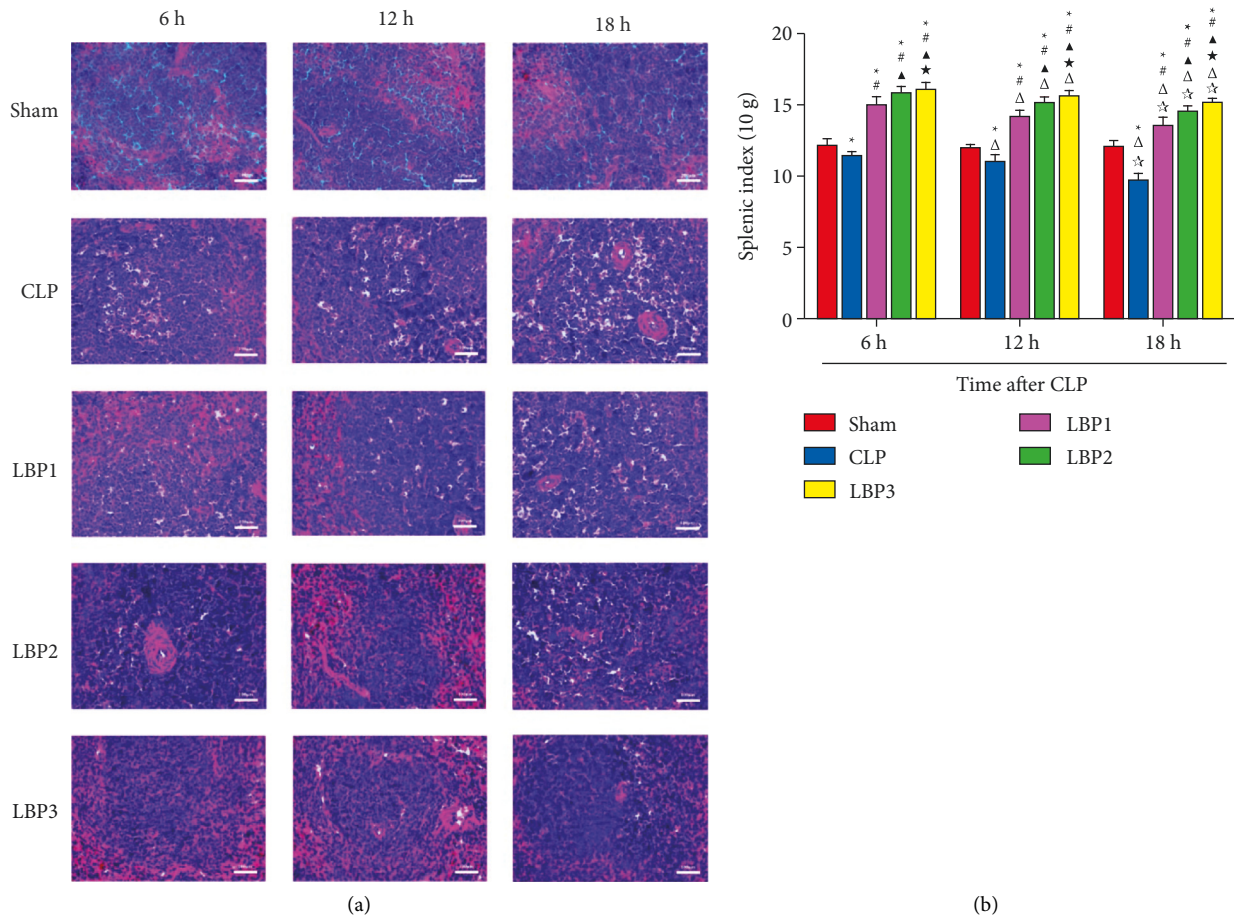 6 h
12 h
18 h
Sham
CLP
LBP1
LBP2
LBP3
(a)
Splenic index (10 g)
20
15
10
5
0
*
*
#
*
#
▲
*
#
▲
★
*
Δ
*
#
Δ
*
#
▲
Δ
*
#
▲
★
Δ
*
Δ
☆
*
#
Δ
☆
*
#
▲
Δ
☆
*
#
▲
★
Δ
☆
6 h
12 h
18 h
Time after CLP
Sham
CLP
LBP3
LBP1
LBP2
(b)